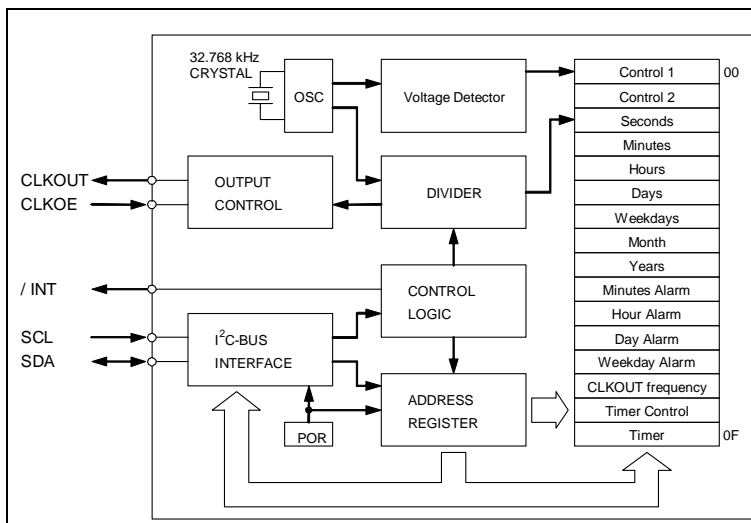 32.768 kHz
CRYSTAL
OSC
Voltage Detector
Control 1
00
Control 2
Seconds
Minutes
Hours
Days
Weekdays
Month
Years
Minutes Alarm
Hour Alarm
Day Alarm
Weekday Alarm
CLKOUT frequency
Timer Control
Timer
0F
CLKOUT
CLKOE
OUTPUT
CONTROL
DIVIDER
/ INT
CONTROL
LOGIC
SCL
SDA
I²C-BUS
INTERFACE
ADDRESS
REGISTER
POR